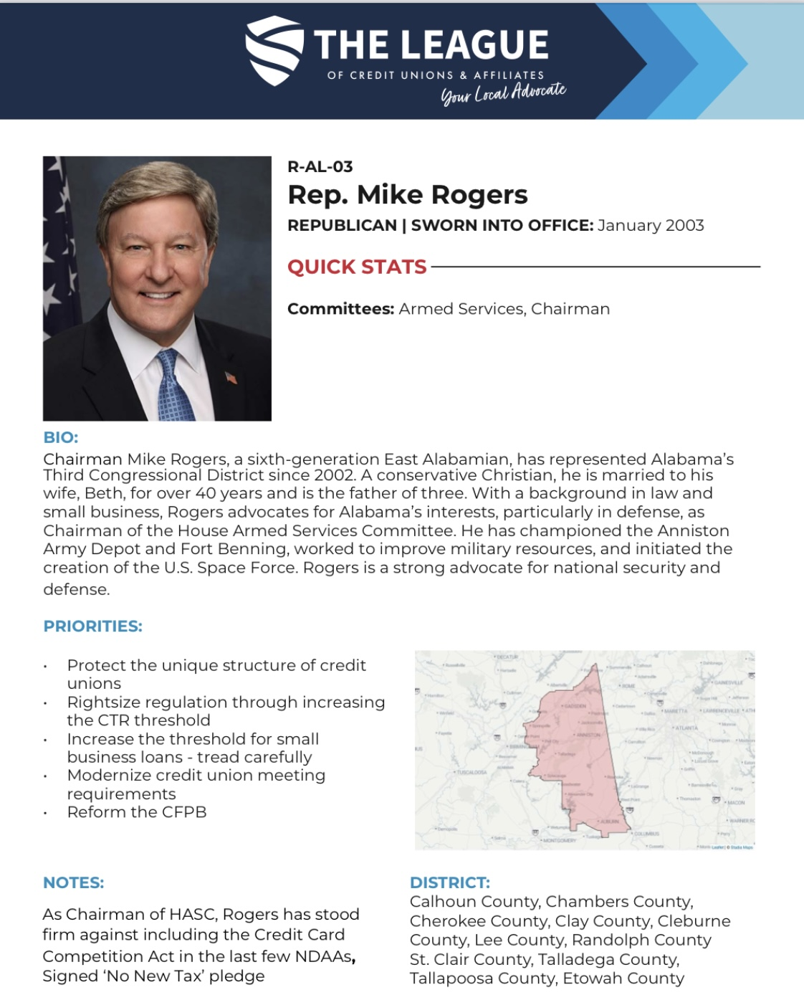 THE LEAGUE
OF CREDIT UNIONS & AFFILIATES
Your Local Advocate
R-AL-03
Rep. Mike Rogers
REPUBLICAN | SWORN INTO OFFICE: January 2003
QUICK STATS
Committees: Armed Services, Chairman
BIO:
Chairman Mike Rogers, a sixth-generation East Alabamian, has represented Alabama's
Third Congressional District since 2002. A conservative Christian, he is married to his
wife, Beth, for over 40 years and is the father of three. With a background in law and
small business, Rogers advocates for Alabama's interests, particularly in defense, as
Chairman of the House Armed Services Committee. He has championed the Anniston
Army Depot and Fort Benning, worked to improve military resources, and initiated the
creation of the U.S. Space Force. Rogers is a strong advocate for national security and
defense.
PRIORITIES:
· Protect the unique structure of credit
unions
· Rightsize regulation through increasing
the CTR threshold
· Increase the threshold for small
business loans - tread carefully
· Modernize credit union meeting
requirements
· Reform the CFPB
DECATUR
ROME
GAINESVILLE
GADSDEN
MARIETTA
LAWRENCEVILLE
ATLANTA
ANNISTON
Talladega
TUSCALOOSA
LaGrange
MACON
AUBURN
COLUMBUS
MONTGOMERY
Leaflet | © Stadia Maps
NOTES:
As Chairman of HASC, Rogers has stood
firm against including the Credit Card
Competition Act in the last few NDAAs,
Signed 'No New Tax' pledge
DISTRICT:
Calhoun County, Chambers County,
Cherokee County, Clay County, Cleburne
County, Lee County, Randolph County
St. Clair County, Talladega County,
Tallapoosa County, Etowah County